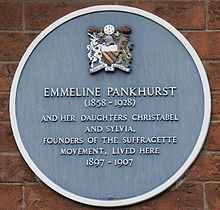 EMMELINE PANKHURST
(1858 - 1928)
AND HER DAUGHTERS CHRISTABEL
AND SYLVIA,
FOUNDERS OF THE SUFFRAGETTE
MOVEMENT, LIVED HERE
1897 - 1907